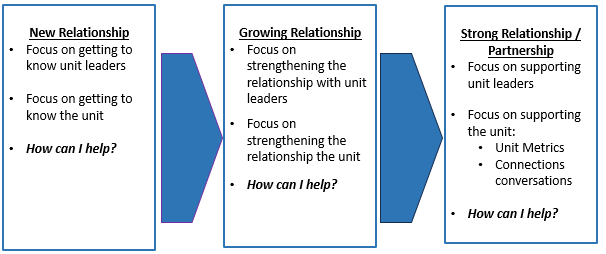 New Relationship
• Focus on getting to
know unit leaders
• Focus on getting to
know the unit
• How can I help?
Growing Relationship
• Focus on
strengthening the
relationship with unit
leaders
• Focus on
strengthening the
relationship the unit
• How can I help?
Strong Relationship /
Partnership
• Focus on supporting
unit leaders
• Focus on supporting
the unit:
• Unit Metrics
• Connections
conversations
• How can I help?